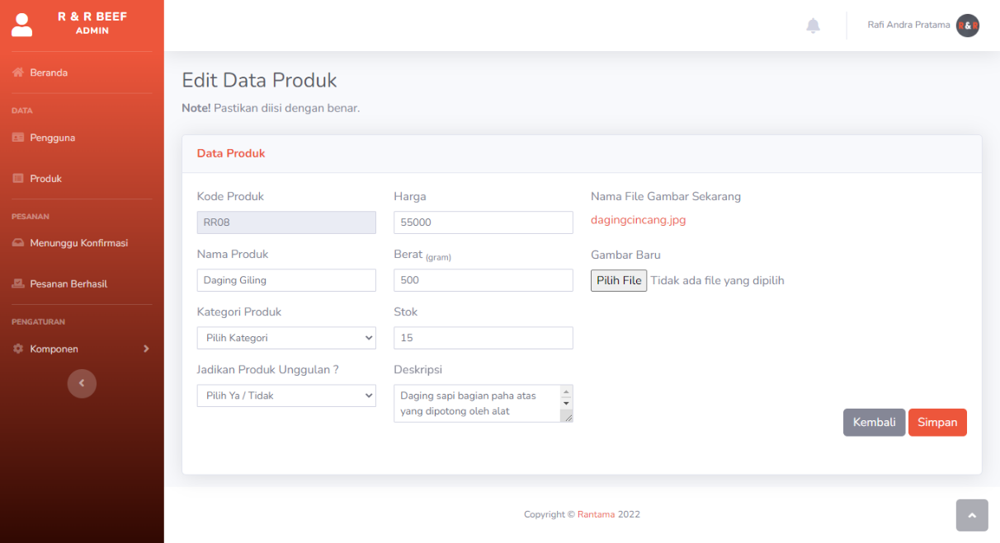 R & R BEEF
ADMIN
Beranda
DATA
Pengguna
Produk
PESANAN
Menunggu Konfirmasi
Pesanan Berhasil
PENGATURAN
Komponen
Rafi Andra Pratama
R&R
Edit Data Produk
Note! Pastikan diisi dengan benar.
Data Produk
Kode Produk
RR08
Nama Produk
Daging Giling
Kategori Produk
Pilih Kategori
Jadikan Produk Unggulan ?
Pilih Ya / Tidak
Harga
55000
Berat (gram)
500
Stok
15
Deskripsi
Daging sapi bagian paha atas
yang dipotong oleh alat
Nama File Gambar Sekarang
dagingcincang.jpg
Gambar Baru
Pilih File Tidak ada file yang dipilih
Kembali Simpan
Copyright © Rantama 2022